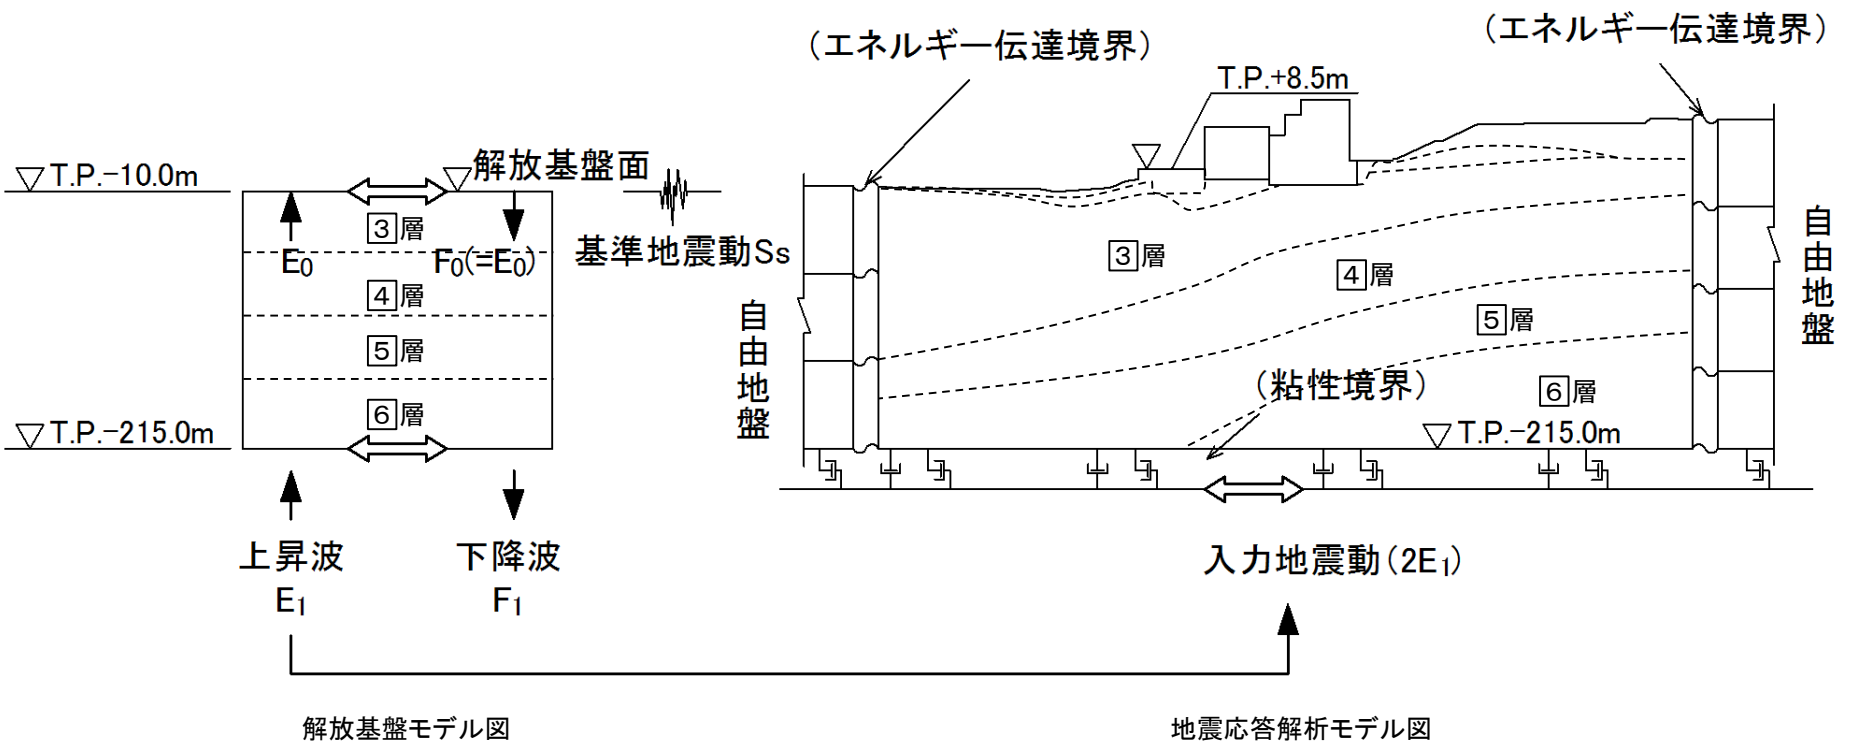 (エネルギー伝達境界)
(エネルギー伝達境界)
T.P.+8.5m
T.P.-10.0m
解放基盤面
3層
E0
F0(=E0)
基準地震動Ss
4層
5層
6層
T.P.-215.0m
上昇波
E1
下降波
F1
自由地盤
3層
4層
5層
6層
(粘性境界)
T.P.-215.0m
自由地盤
入力地震動(2E1)
解放基盤モデル図
地震応答解析モデル図